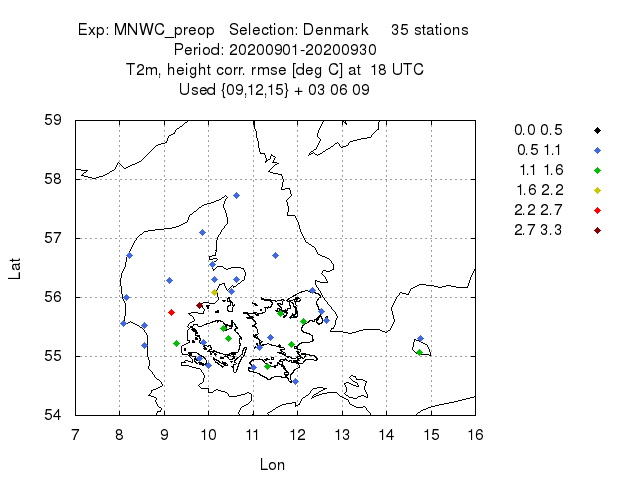 Exp: MNWC_preop   Selection: Denmark     35 stations
Period: 20200901-20200930
T2m, height corr. rmse [deg C] at  18 UTC
Used {09,12,15} + 03 06 09
59
58
57
56
55
54
Lat
7 8 9 10 11 12 13 14 15 16
Lon
0.0 0.5
0.5 1.1
1.1 1.6
1.6 2.2
2.2 2.7
2.7 3.3